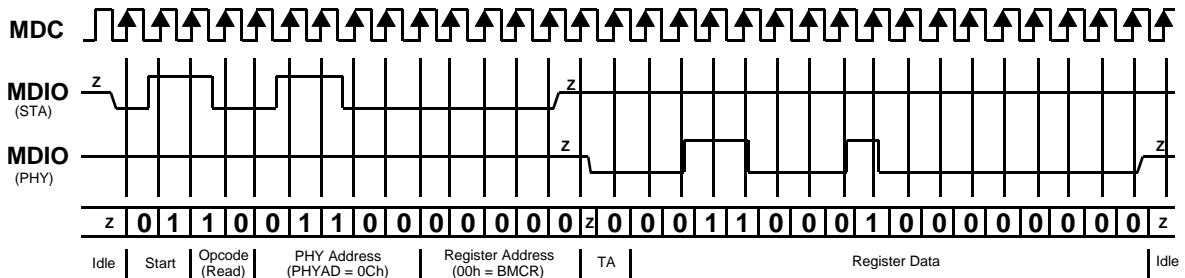 MDC
z z
MDIO
(STA)
MDIO z z
(PHY)
z 0 1 1 0 0 1 1 0 0 0 0 0 0 0 z 0 0 0 1 1 0 0 0 1 0 0 0 0 0 0 0 0 z
Idle Start Opcode PHY Address Register Address TA Register Data Idle
(Read) (PHYAD = 0Ch) (00h = BMCR)